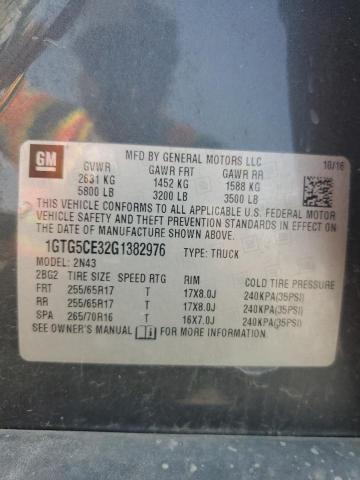 GM
MFD BY GENERAL MOTORS LLC
10/16
GVWR GAWR FRT GAWR RR
2631 KG 1452 KG 1588 KG
5800 LB 3200 LB 3500 LB
THIS VEHICLE CONFORMS TO ALL APPLICABLE U.S. FEDERAL MOTOR
VEHICLE SAFETY AND THEFT PREVENTION STANDARDS IN EFFECT ON
THE DATE OF MANUFACTURE SHOWN ABOVE.
1GTG5CE32G1382976 TYPE: TRUCK
MODEL: 2N43
2BG2 TIRE SIZE SPEED RTG RIM COLD TIRE PRESSURE
FRT 255/65R17 T 17X8.0J 240KPA(35PSI)
RR 255/65R17 T 17X8.0J 240KPA(35PSI)
SPA 265/70R16 T 16X7.0J 240KPA(35PSI)
SEE OWNER'S MANUAL FOR MORE INFORMATION.